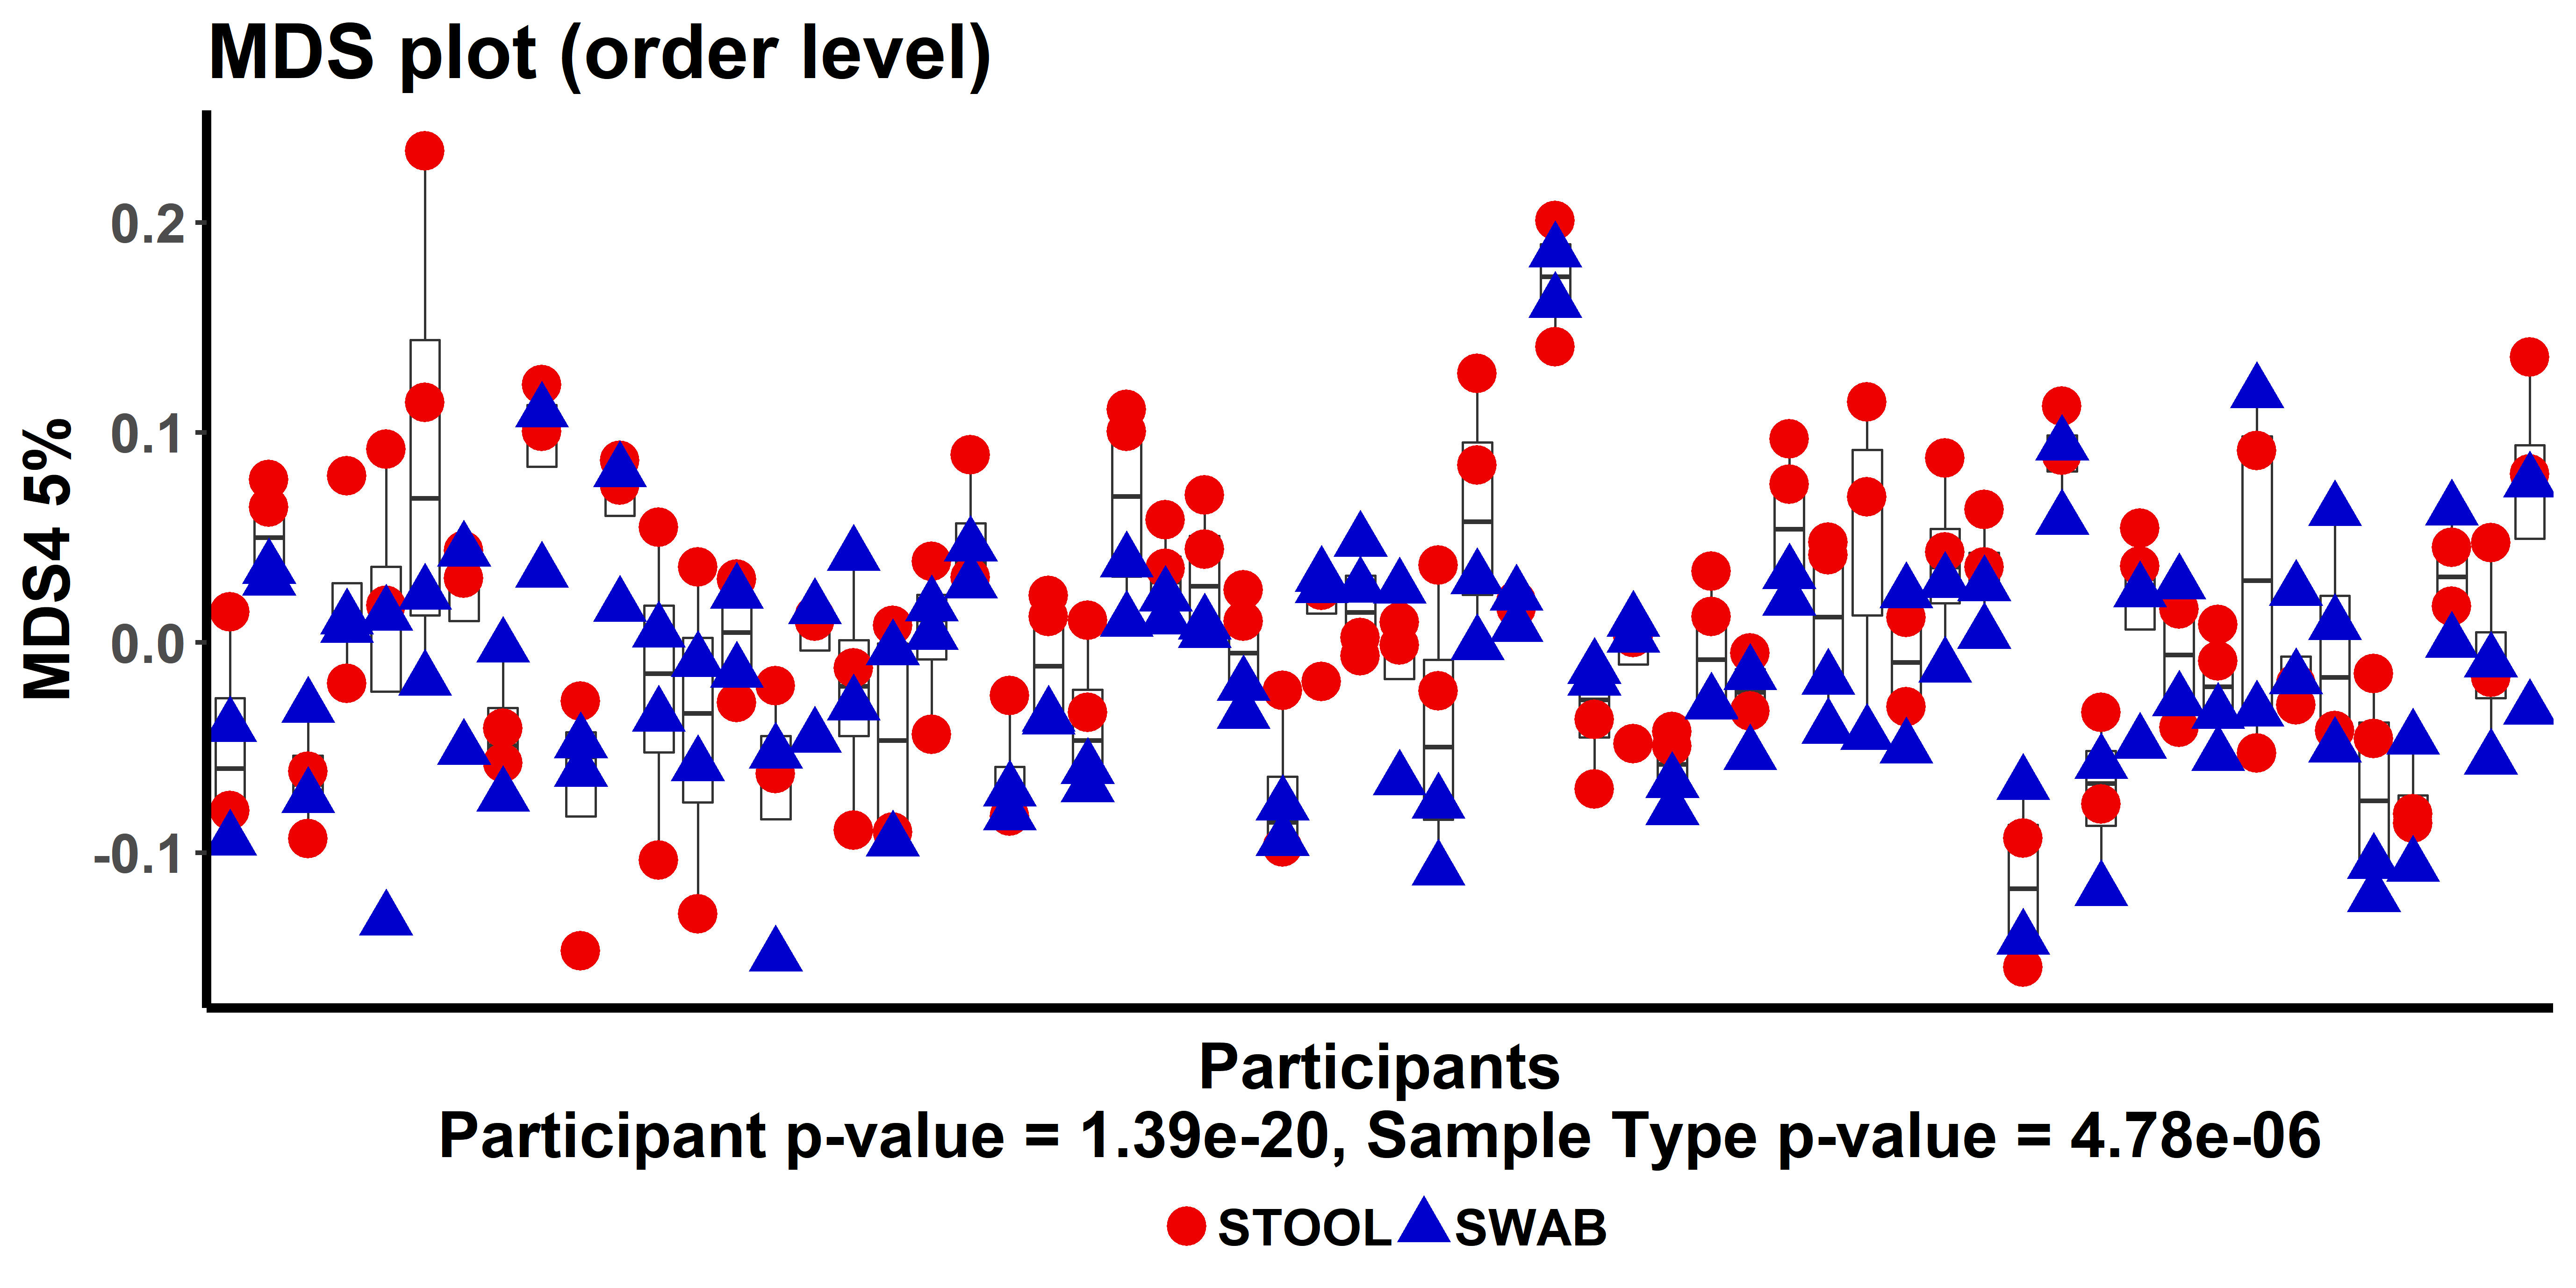 MDS plot (order level)
MDS4 5%
0.2
0.1
0.0
-0.1
Participants
Participant p-value = 1.39e-20, Sample Type p-value = 4.78e-06
STOOL SWAB